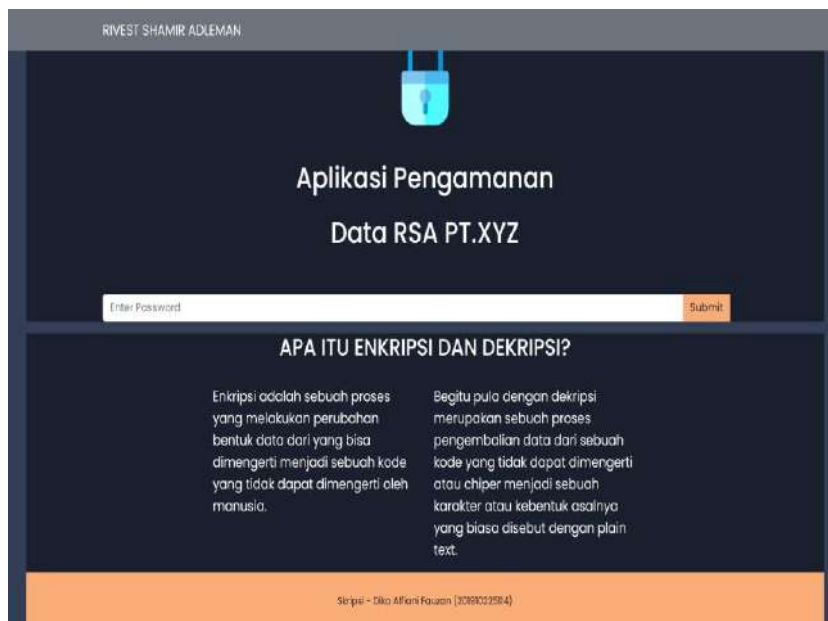 RIVEST SHAMIR ADLEMAN
Aplikasi Pengamanan
Data RSA PT.XYZ
Enter Password
Submit
APA ITU ENKRIPSI DAN DEKRIPSI?
Enkripsi adalah sebuah proses
yang melakukan perubahan
bentuk data dari yang bisa
dimengerti menjadi sebuah kode
yang tidak dapat dimengerti oleh
manusia.
Begitu pula dengan dekripsi
merupakan sebuah proses
pengembalian data dari sebuah
kode yang tidak dapat dimengerti
atau chiper menjadi sebuah
karakter atau kebentuk asalnya
yang biasa disebut dengan plain
text.
Skripsi - Dika Alfiani Fauzan